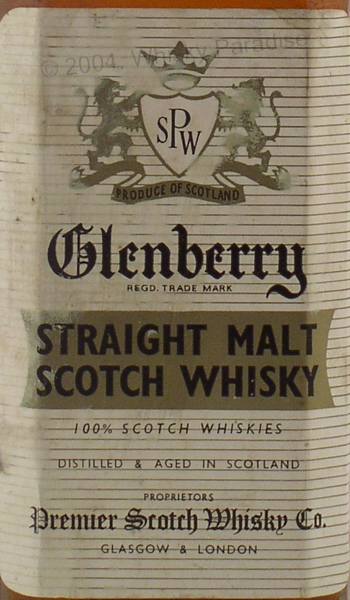 © 2004, Whisky Paradise
SPW
PRODUCE OF SCOTLAND
Glenberry
REGD. TRADE MARK
STRAIGHT MALT
SCOTCH WHISKY
100% SCOTCH WHISKIES
DISTILLED & AGED IN SCOTLAND
PROPRIETORS
Premier Scotch Whisky Co.
GLASGOW & LONDON